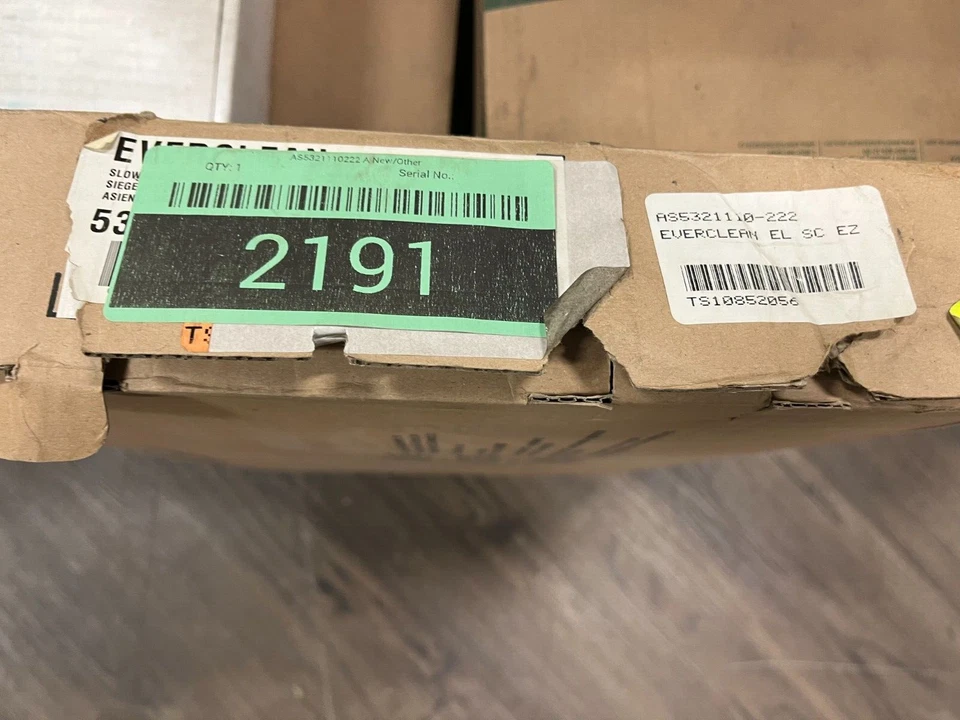 EVERCLEAN
SLOW
SIEGE
ASIEN
53
QTY: 1
AS5321110222 A New/Other
Serial No.:
2191
AS5321110-222
EVERCLEAN EL SC EZ
TS10852056